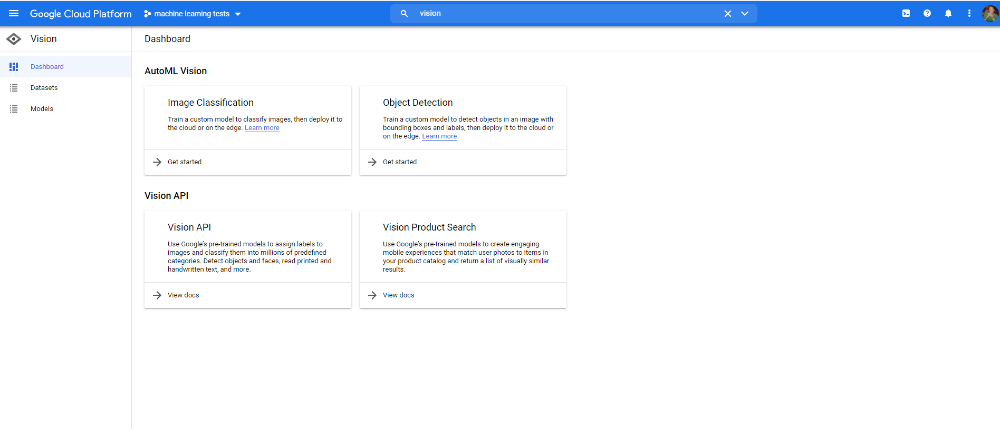 Google Cloud Platform
machine-learning-tests
vision
Vision
Dashboard
Dashboard
Datasets
Models
AutoML Vision
Image Classification
Train a custom model to classify images, then deploy it to
the cloud or on the edge. Learn more
Get started
Object Detection
Train a custom model to detect objects in an image with
bounding boxes and labels, then deploy it to the cloud or
on the edge. Learn more
Get started
Vision API
Vision API
Use Google’s pre-trained models to assign labels to
images and classify them into millions of predefined
categories. Detect objects and faces, read printed and
handwritten text, and more.
View docs
Vision Product Search
Use Google’s pre-trained models to create engaging
mobile experiences that match user photos to items in
your product catalog and return a list of visually similar
results.
View docs